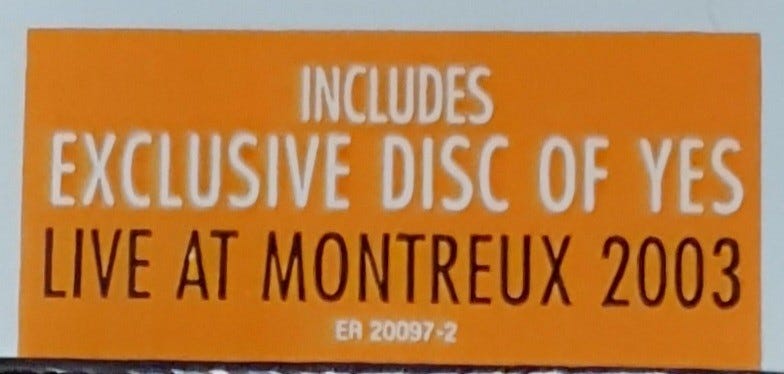 INCLUDES
EXCLUSIVE DISC OF YES
LIVE AT MONTREUX 2003
ER 20097-2